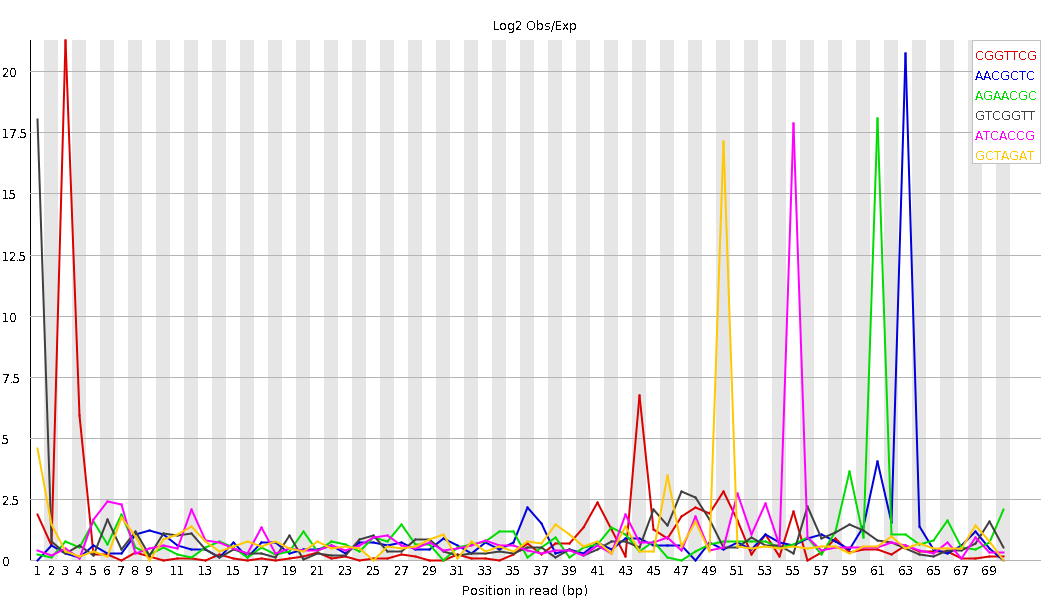 Log2 Obs/Exp
CGGTTCG
AACGCTC
AGAACGC
GTCGGTT
ATCACCG
GCTAGAT
20
17.5
15
12.5
10
7.5
5
2.5
0
1 2 3 4 5 6 7 8 9 11 13 15 17 19 21 23 25 27 29 31 33 35 37 39 41 43 45 47 49 51 53 55 57 59 61 63 65 67 69
Position in read (bp)